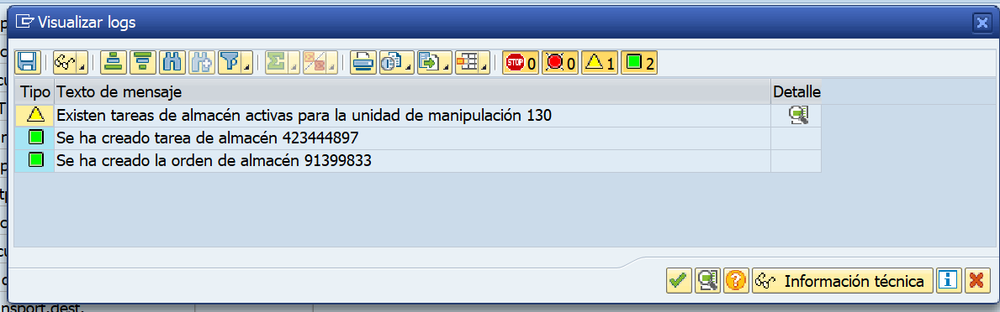 Visualizar logs
STOP 0 0 1 2
Tipo Texto de mensaje Detalle
Existen tareas de almacén activas para la unidad de manipulación 130
Se ha creado tarea de almacén 423444897
Se ha creado la orden de almacén 91399833
Información técnica
nsport.dest.